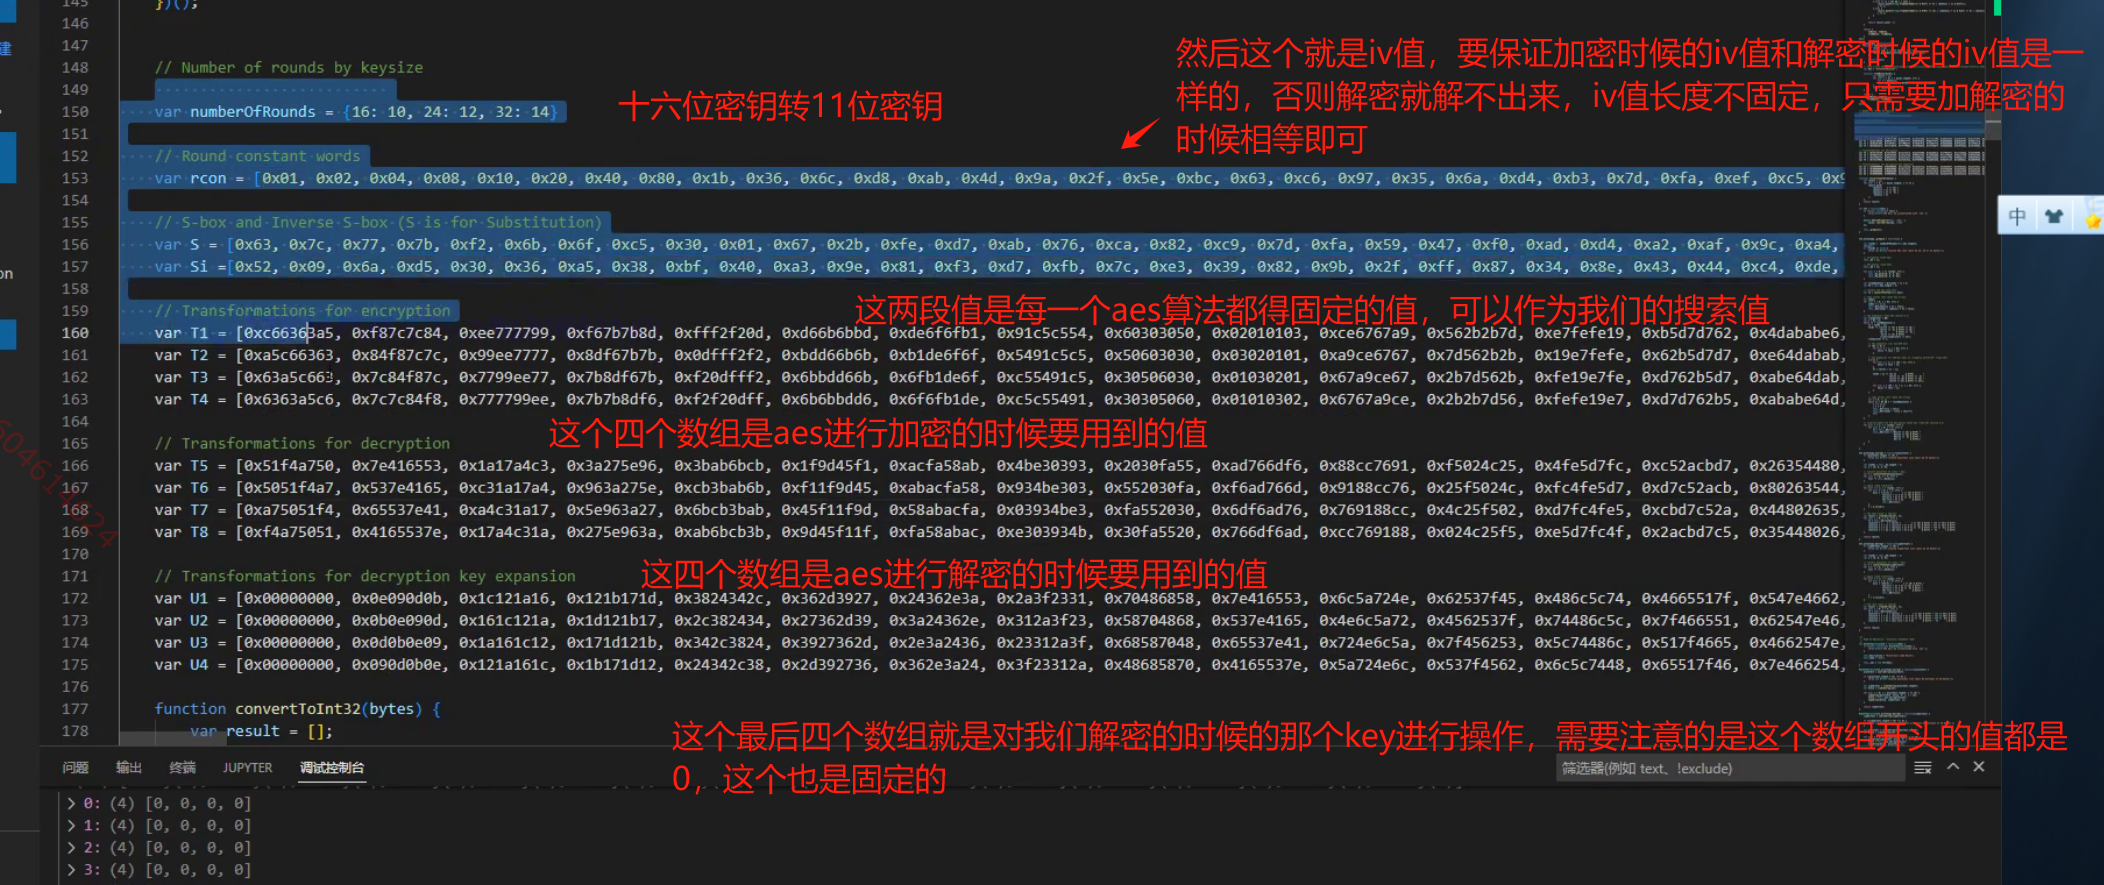 145
})();
146
147
148 // Number of rounds by keysize
149
150 var numberOfRounds = {16: 10, 24: 12, 32: 14}
十六位密钥转11位密钥
然后这个就是iv值，要保证加密时候的iv值和解密时候的iv值是一
样的，否则解密就解不出来，iv值长度不固定，只需要加解密的
时候相等即可
151
152 // Round constant words
153 var rcon = [0x01, 0x02, 0x04, 0x08, 0x10, 0x20, 0x40, 0x80, 0x1b, 0x36, 0x6c, 0xd8, 0xab, 0x4d, 0x9a, 0x2f, 0x5e, 0xbc, 0x63, 0xc6, 0x97, 0x35, 0x6a, 0xd4, 0xb3, 0x7d, 0xfa, 0xef, 0xc5, 0x9
154
155 // S-box and Inverse S-box (S is for Substitution)
156 var S = [0x63, 0x7c, 0x77, 0x7b, 0xf2, 0x6b, 0x6f, 0xc5, 0x30, 0x01, 0x67, 0x2b, 0xfe, 0xd7, 0xab, 0x76, 0xca, 0x82, 0xc9, 0x7d, 0xfa, 0x59, 0x47, 0xf0, 0xad, 0xd4, 0xa2, 0xaf, 0x9c, 0xa4,
157 var Si =[0x52, 0x09, 0x6a, 0xd5, 0x30, 0x36, 0xa5, 0x38, 0xbf, 0x40, 0xa3, 0x9e, 0x81, 0xf3, 0xd7, 0xfb, 0x7c, 0xe3, 0x39, 0x82, 0x9b, 0x2f, 0xff, 0x87, 0x34, 0x8e, 0x43, 0x44, 0xc4, 0xde,
158
159 // Transformations for encryption
这两段值是每一个aes算法都得固定的值，可以作为我们的搜索值
160 var T1 = [0xc66363a5, 0xf87c7c84, 0xee777799, 0xf67b7b8d, 0xfff2f20d, 0xd66b6bbd, 0xde6f6fb1, 0x91c5c554, 0x60303050, 0x02010103, 0xce6767a9, 0x562b2b7d, 0xe7fefe19, 0xb5d7d762, 0x4dababe6,
161 var T2 = [0xa5c66363, 0x84f87c7c, 0x99ee7777, 0x8df67b7b, 0x0dfff2f2, 0xbdd66b6b, 0xb1de6f6f, 0x5491c5c5, 0x50603030, 0x03020101, 0xa9ce6767, 0x7d562b2b, 0x19e7fefe, 0x62b5d7d7, 0xe64dabab,
162 var T3 = [0x63a5c663, 0x7c84f87c, 0x7799ee77, 0x7b8df67b, 0xf20dfff2, 0x6bbdd66b, 0x6fb1de6f, 0xc55491c5, 0x30506030, 0x01030201, 0x67a9ce67, 0x2b7d562b, 0xfe19e7fe, 0xd762b5d7, 0xabe64dab,
163 var T4 = [0x6363a5c6, 0x7c7c84f8, 0x777799ee, 0x7b7b8df6, 0xf2f20dff, 0x6b6bbdd6, 0x6f6fb1de, 0xc5c55491, 0x30305060, 0x01010302, 0x6767a9ce, 0x2b2b7d56, 0xfefe19e7, 0xd7d762b5, 0xababe64d,
164
这个四个数组是aes进行加密的时候要用到的值
165 // Transformations for decryption
166 var T5 = [0x51f4a750, 0x7e416553, 0x1a17a4c3, 0x3a275e96, 0x3bab6bcb, 0x1f9d45f1, 0xacfa58ab, 0x4be30393, 0x2030fa55, 0xad766df6, 0x88cc7691, 0xf5024c25, 0x4fe5d7fc, 0xc52acbd7, 0x26354480,
167 var T6 = [0x5051f4a7, 0x537e4165, 0xc31a17a4, 0x963a275e, 0xcb3bab6b, 0xf11f9d45, 0xabacfa58, 0x934be303, 0x552030fa, 0xf6ad766d, 0x9188cc76, 0x25f5024c, 0xfc4fe5d7, 0xd7c52acb, 0x80263544,
168 var T7 = [0xa75051f4, 0x65537e41, 0xa4c31a17, 0x5e963a27, 0x6bcb3bab, 0x45f11f9d, 0x58abacfa, 0x03934be3, 0xfa552030, 0x6df6ad76, 0x769188cc, 0x4c25f502, 0xd7fc4fe5, 0xcbd7c52a, 0x44802635,
169 var T8 = [0xf4a75051, 0x4165537e, 0x17a4c31a, 0x275e963a, 0xab6bcb3b, 0x9d45f11f, 0xfa58abac, 0xe303934b, 0x30fa5520, 0x766df6ad, 0xcc769188, 0x024c25f5, 0xe5d7fc4f, 0x2acbd7c5, 0x35448026,
170
171 // Transformations for decryption key expansion
这四个数组是aes进行解密的时候要用到的值
172 var U1 = [0x00000000, 0x0e090d0b, 0x1c121a16, 0x121b171d, 0x3824342c, 0x362d3927, 0x24362e3a, 0x2a3f2331, 0x70486858, 0x7e416553, 0x6c5a724e, 0x62537f45, 0x486c5c74, 0x4665517f, 0x547e4662,
173 var U2 = [0x00000000, 0x0b0e090d, 0x161c121a, 0x1d121b17, 0x2c382434, 0x27362d39, 0x3a24362e, 0x312a3f23, 0x58704868, 0x537e4165, 0x4e6c5a72, 0x4562537f, 0x74486c5c, 0x7f466551, 0x62547e46,
174 var U3 = [0x00000000, 0x0d0b0e09, 0x1a161c12, 0x171d121b, 0x342c3824, 0x3927362d, 0x2e3a2436, 0x23312a3f, 0x68587048, 0x65537e41, 0x724e6c5a, 0x7f456253, 0x5c74486c, 0x517f4665, 0x4662547e,
175 var U4 = [0x00000000, 0x090d0b0e, 0x121a161c, 0x1b171d12, 0x24342c38, 0x2d392736, 0x362e3a24, 0x3f23312a, 0x48685870, 0x4165537e, 0x5a724e6c, 0x537f4562, 0x6c5c7448, 0x65517f46, 0x7e466254,
176
177 function convertToInt32(bytes) {
178 var result = [];
这个最后四个数组就是对我们解密的时候的那个key进行操作，需要注意的是这个数组开头的值都是
0，这个也是固定的
问题 输出 终端 JUPYTER 调试控制台
筛选器(例如 text、!exclude)
> 0: (4) [0, 0, 0, 0]
> 1: (4) [0, 0, 0, 0]
> 2: (4) [0, 0, 0, 0]
> 3: (4) [0, 0, 0, 0]
建
on
中